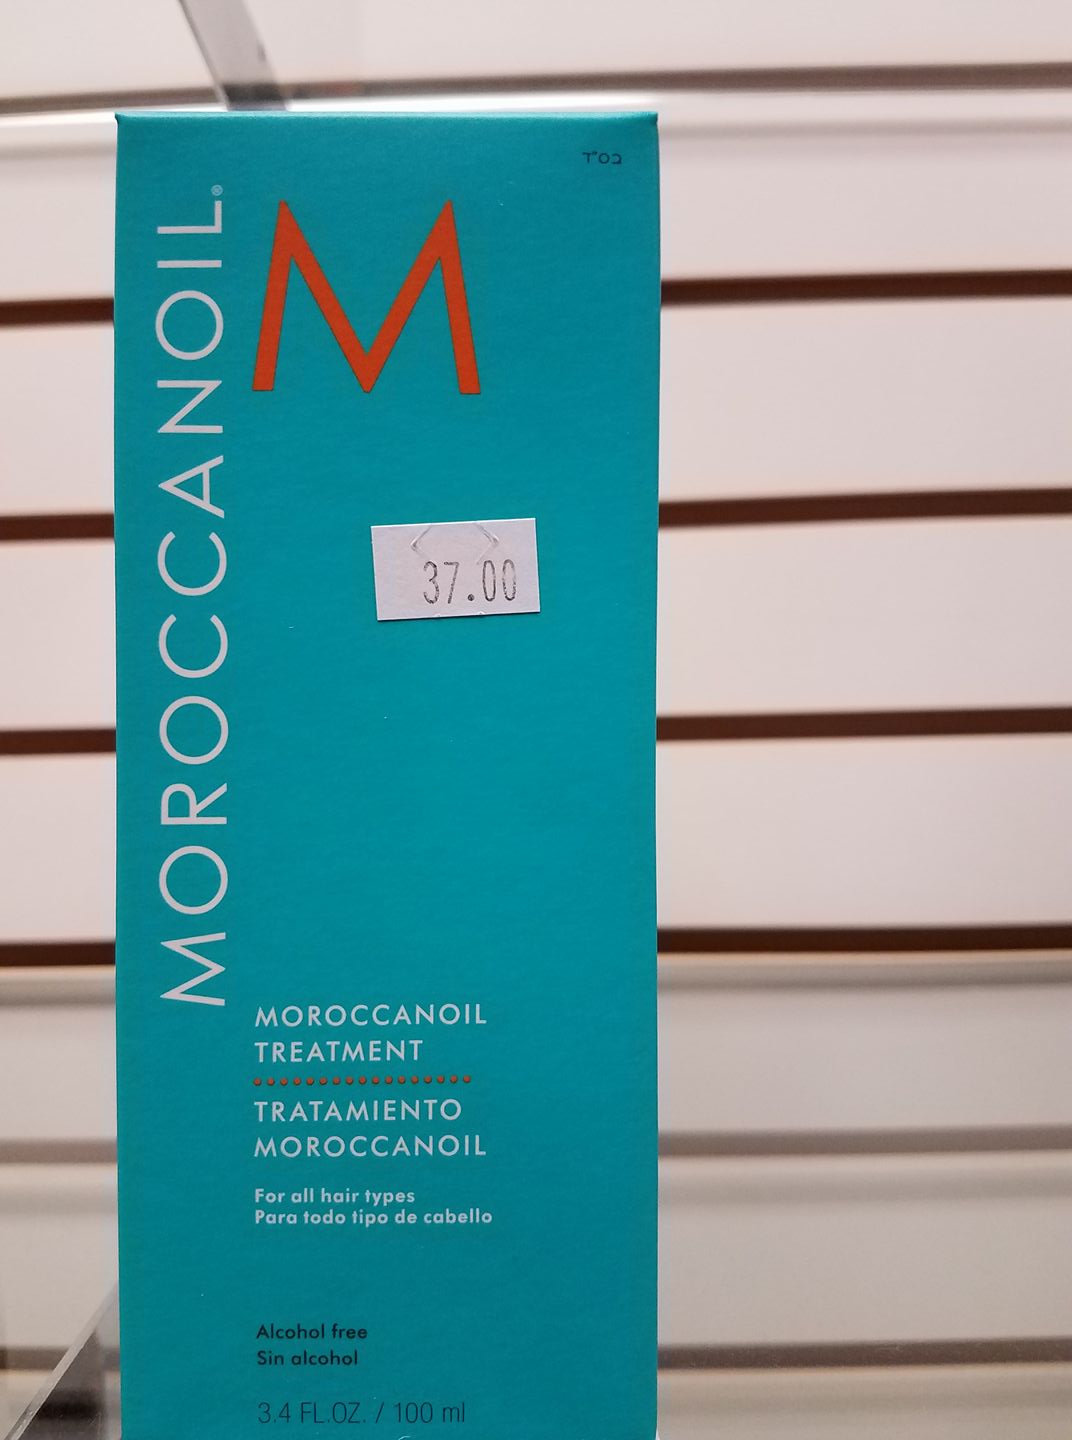 בס"ד
MOROCCANOIL®
M
37.00
MOROCCANOIL
TREATMENT
TRATAMIENTO
MOROCCANOIL
For all hair types
Para todo tipo de cabello
Alcohol free
Sin alcohol
3.4 FL.OZ. / 100 ml